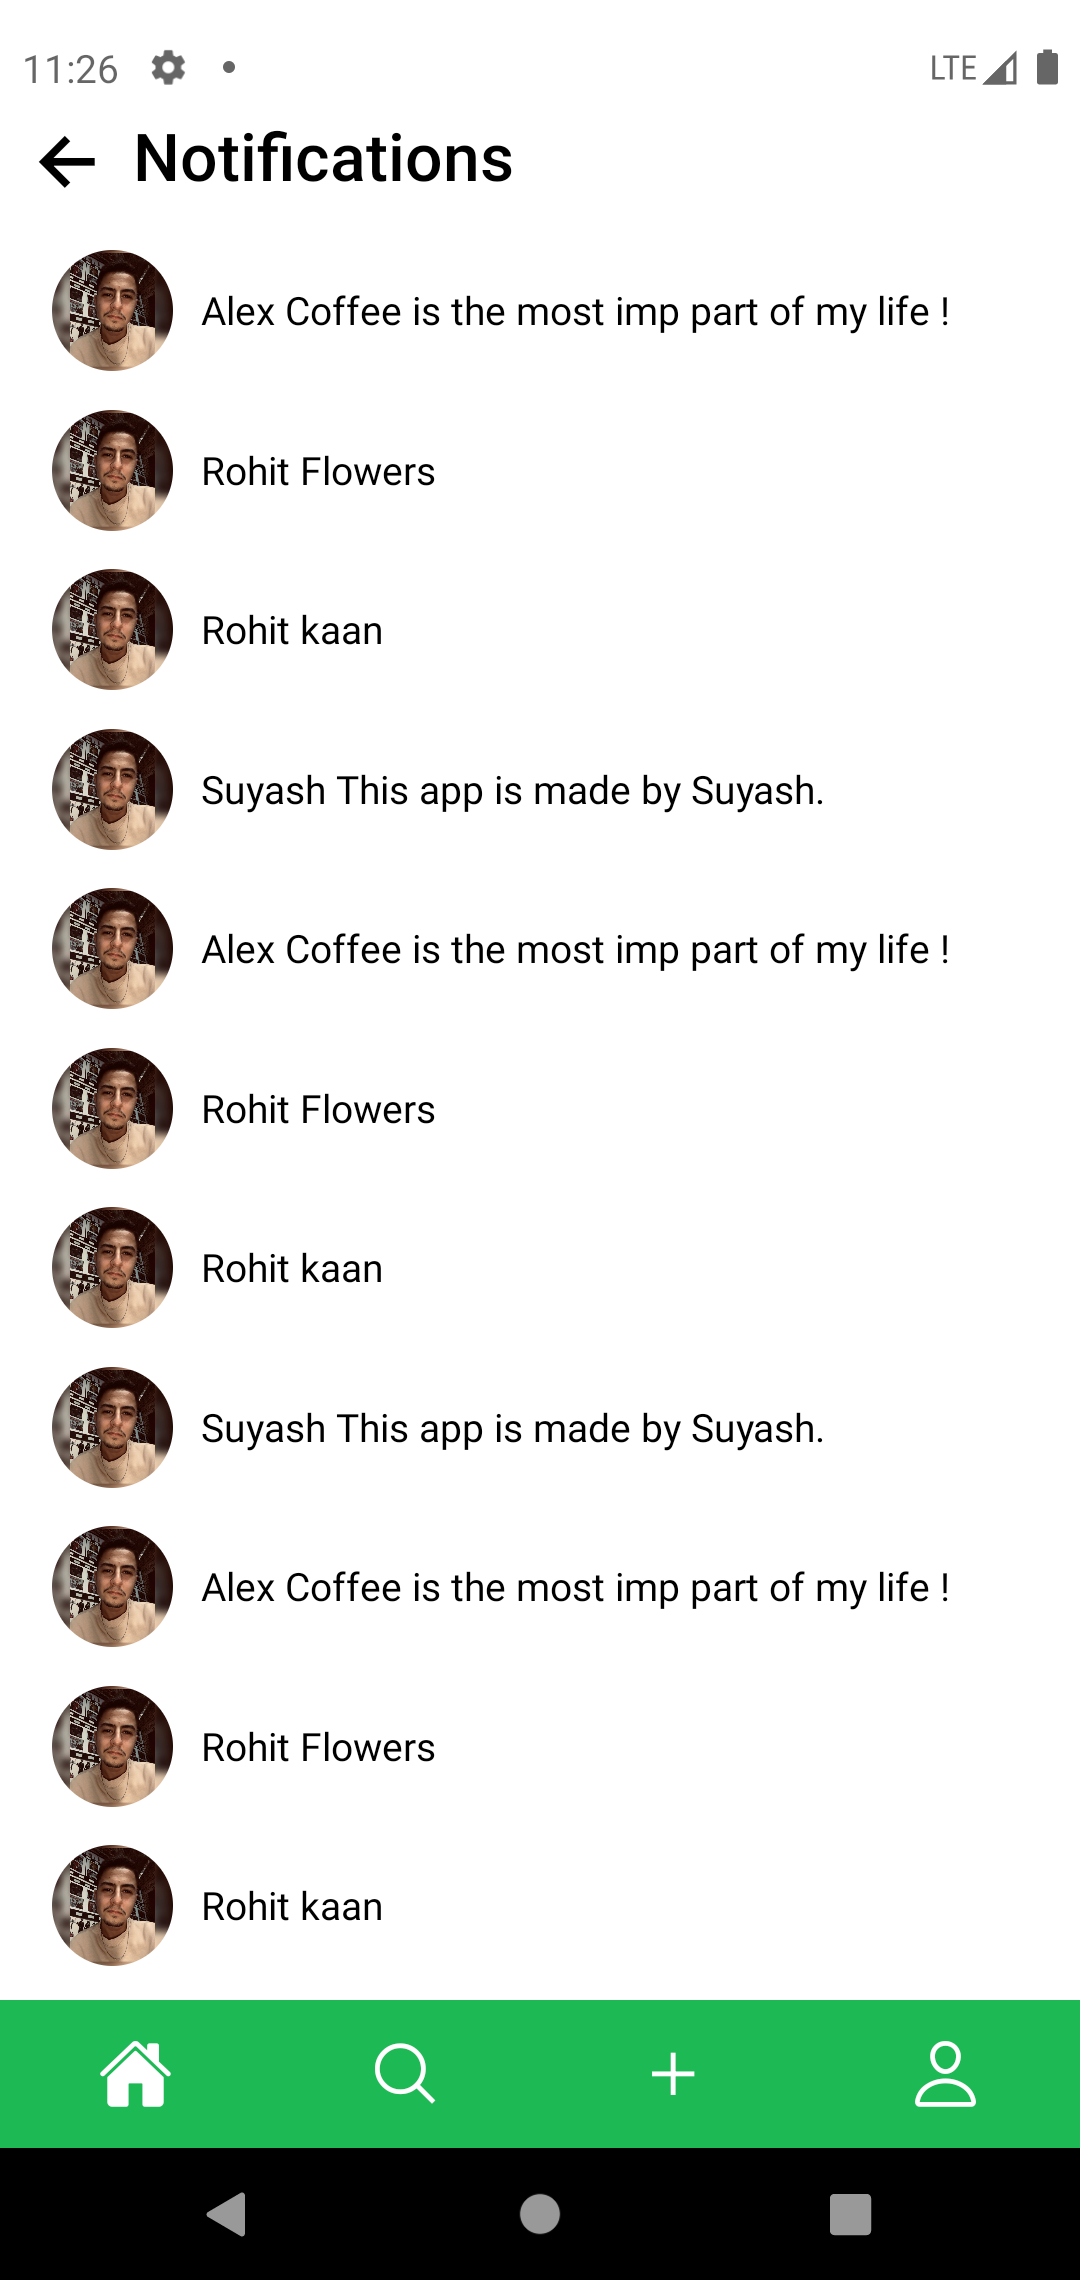 11:26
LTE
Notifications
Alex Coffee is the most imp part of my life !
Rohit Flowers
Rohit kaan
Suyash This app is made by Suyash.
Alex Coffee is the most imp part of my life !
Rohit Flowers
Rohit kaan
Suyash This app is made by Suyash.
Alex Coffee is the most imp part of my life !
Rohit Flowers
Rohit kaan